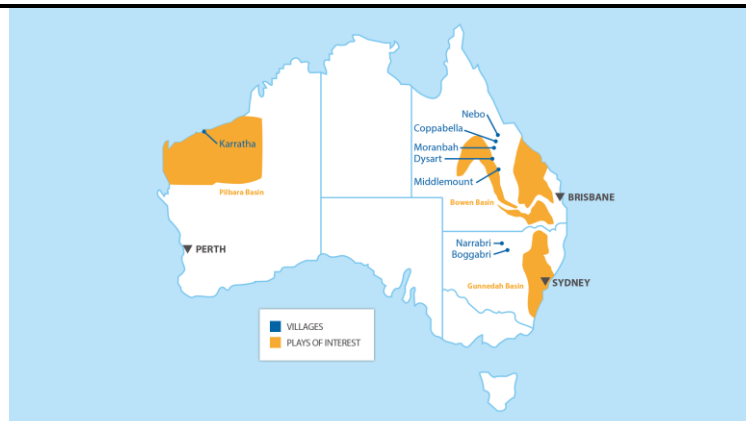 Nebo
Coppabella
Moranbah
Dysart
Middlemount
Karratha
Pilbara Basin
Bowen Basin
BRISBANE
PERTH
Narrabri
Boggabri
Gunnedah Basin
SYDNEY
VILLAGES
PLAYS OF INTEREST